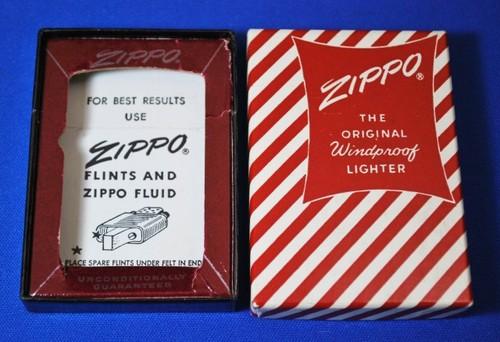 ZIPPO
FOR BEST RESULTS
USE
ZIPPO®
FLINTS AND
ZIPPO FLUID
PLACE SPARE FLINTS UNDER FELT IN END
UNCONDITIONALLY
GUARANTEED
ZIPPO®
THE
ORIGINAL
Windproof
LIGHTER